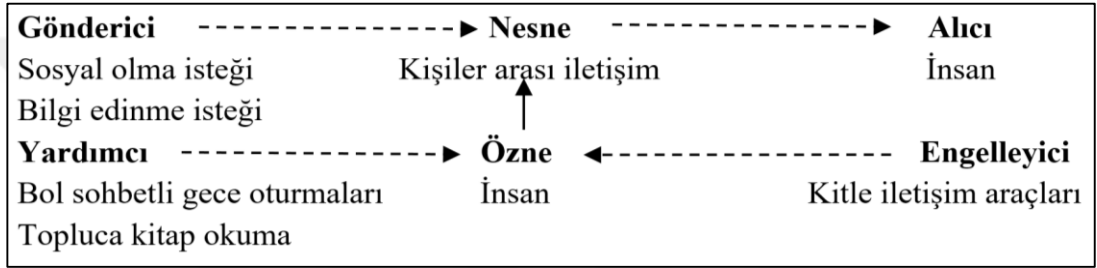 Gönderici Nesne Alıcı
Sosyal olma isteği Kişiler arası iletişim İnsan
Bilgi edinme isteği
Yardımcı Özne Engelleyici
Bol sohbetli gece oturmaları İnsan Kitle iletişim araçları
Topluca kitap okuma